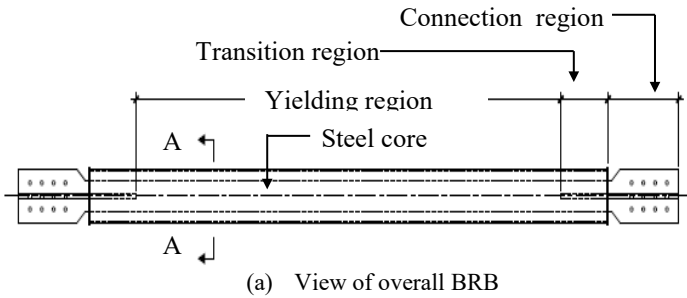 Connection region
Transition region
Yielding region
A
Steel core
A
(a) View of overall BRB